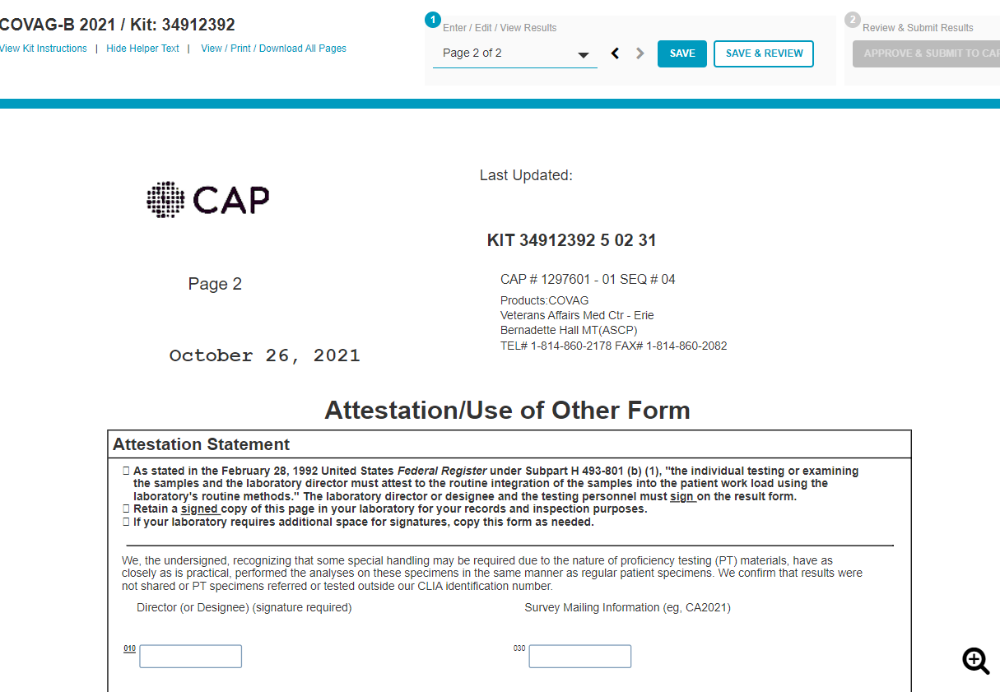 COVAG-B 2021 / Kit: 34912392
View Kit Instructions | Hide Helper Text | View / Print / Download All Pages
1 Enter / Edit / View Results
Page 2 of 2
SAVE
SAVE & REVIEW
2 Review & Submit Results
APPROVE & SUBMIT TO CAP
CAP
Last Updated:
KIT 34912392 5 02 31
Page 2
CAP # 1297601 - 01 SEQ # 04
Products:COVAG
Veterans Affairs Med Ctr - Erie
Bernadette Hall MT(ASCP)
TEL# 1-814-860-2178 FAX# 1-814-860-2082
October 26, 2021
Attestation/Use of Other Form
Attestation Statement
As stated in the February 28, 1992 United States Federal Register under Subpart H 493-801 (b) (1), "the individual testing or examining
the samples and the laboratory director must attest to the routine integration of the samples into the patient work load using the
laboratory's routine methods." The laboratory director or designee and the testing personnel must sign on the result form.
Retain a signed copy of this page in your laboratory for your records and inspection purposes.
If your laboratory requires additional space for signatures, copy this form as needed.
We, the undersigned, recognizing that some special handling may be required due to the nature of proficiency testing (PT) materials, have as
closely as is practical, performed the analyses on these specimens in the same manner as regular patient specimens. We confirm that results were
not shared or PT specimens referred or tested outside our CLIA identification number.
Director (or Designee) (signature required)
Survey Mailing Information (eg, CA2021)
010
030